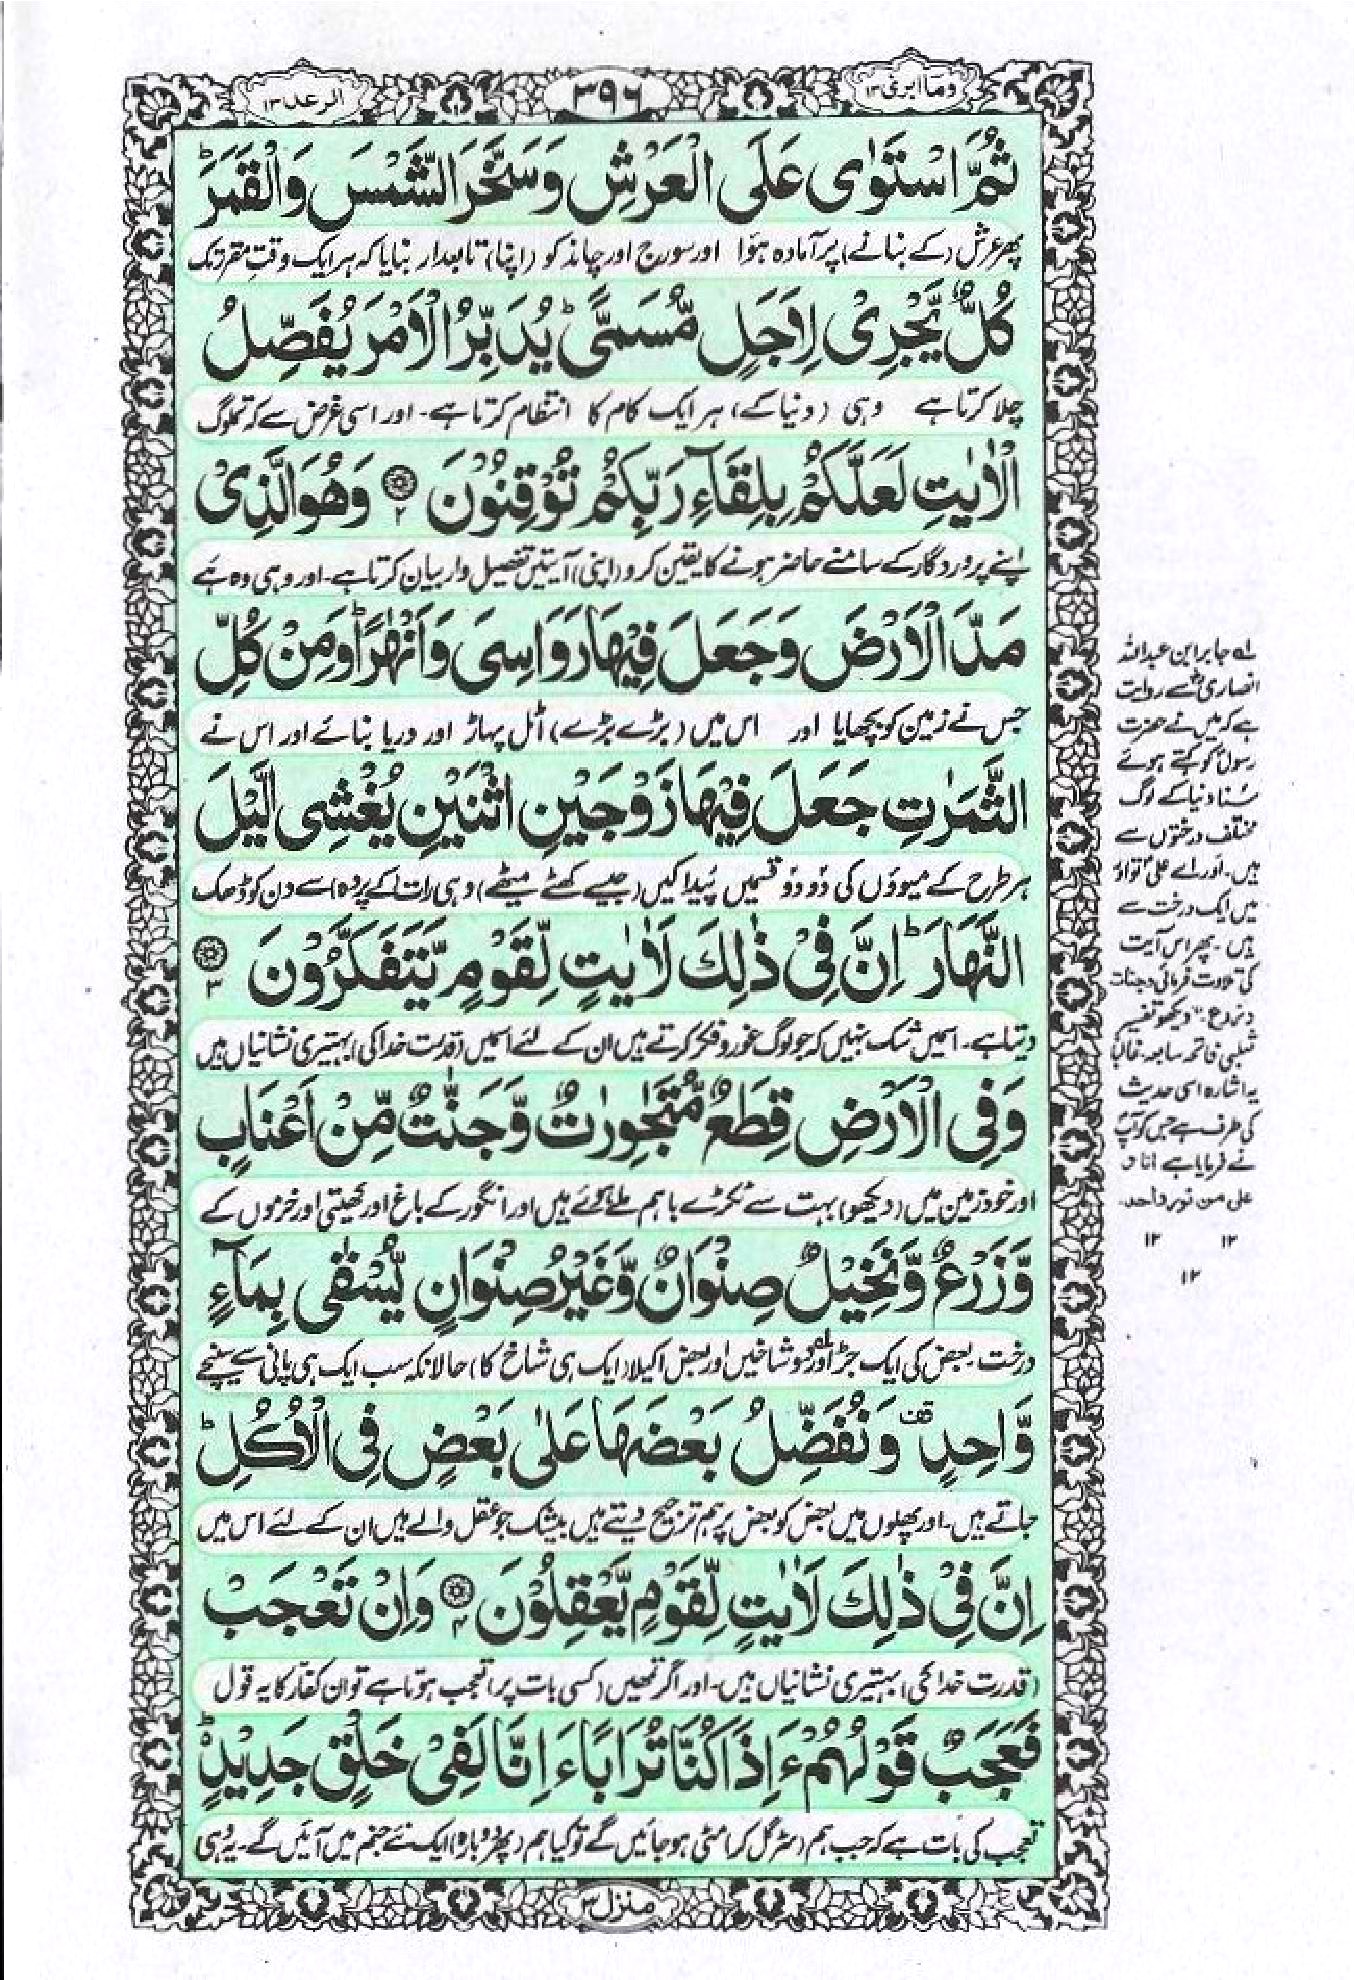 وما ابرئ ۱۳
۳۹۶
الرعد ۱۳
ثُمَّ اسْتَوٰى عَلَى الْعَرْشِ وَسَخَّرَ الشَّمْسَ وَالْقَمَرَ ؕ
پھر عرش (کے بنانے) پر آمادہ ہوٗا اور سورج اور چاند کو (اپنا) تابعدار بنایا کہ ہر ایک وقتِ مقرر تک
كُلٌّ يَّجْرِىْ لِاَجَلٍ مُّسَمًّى ؕ يُدَبِّرُ الْاَمْرَ يُفَصِّلُ
چلا کرتا ہے وہی (دنیا کے) ہر ایک کام کا انتظام کرتا ہے۔ اور اسی غرض سے کہ تملوگ
الْاٰيٰتِ لَعَلَّكُمْ بِلِقَآءِ رَبِّكُمْ تُوْقِنُوْنَ ۲ وَهُوَ الَّذِىْ
اپنے پروردگار کے سامنے حاضر ہونے کا یقین کرو (اپنی) آیتیں تفصیل وار بیان کرتا ہے۔ اور وہی وہ ہے
مَدَّ الْاَرْضَ وَجَعَلَ فِيْهَا رَوَاسِىَ وَاَنْهٰرًا ؕ وَمِنْ كُلِّ
جس نے زمین کو بچھایا اور اس میں (بڑے بڑے) اٹل پہاڑ اور دریا بنائے اور اس نے
الثَّمَرٰتِ جَعَلَ فِيْهَا زَوْجَيْنِ اثْنَيْنِ يُغْشِى الَّيْلَ
ہر طرح کے میووٗں کی دٗو دٗو قسمیں پیدا کیں (جیسے کھٹے میٹھے) وہی رات (کے پردہ) سے دن کو ڈھک
النَّهَارَ ؕ اِنَّ فِىْ ذٰلِكَ لَاٰيٰتٍ لِّقَوْمٍ يَّتَفَكَّرُوْنَ ۳
دیتا ہے۔ اسمیں شک نہیں کہ جو لوگ غور و فکر کرتے ہیں ان کے لئے اسمیں (قدرت خدا کی) بہتیری نشانیاں ہیں
وَفِى الْاَرْضِ قِطَعٌ مُّتَجٰوِرٰتٌ وَّجَنّٰتٌ مِّنْ اَعْنَابٍ
اور خود زمین میں (دیکھو) بہت سے ٹکڑے باہم ملے ہوئے ہیں اور انگور کے باغ اور کھیتی اور خرموں کے
وَّزَرْعٌ وَّنَخِيْلٌ صِنْوَانٌ وَّغَيْرُ صِنْوَانٍ يُّسْقٰى بِمَآءٍ
درخت بعض کی ایک جڑ اور دو شاخیں اور بعض اکیلا (ایک ہی شاخ کا) حالانکہ سب ایک ہی پانی سے سینچے
وَّاحِدٍ قف وَنُفَضِّلُ بَعْضَهَا عَلٰى بَعْضٍ فِى الْاُكُلِ ؕ
جاتے ہیں۔ اور پھلوں میں بعض کو بعض پر ہم ترجیح دیتے ہیں بیشک جو عقل والے ہیں ان کے لئے اس میں
اِنَّ فِىْ ذٰلِكَ لَاٰيٰتٍ لِّقَوْمٍ يَّعْقِلُوْنَ ۴ وَاِنْ تَعْجَبْ
(قدرت خدا کی) بہتیری نشانیاں ہیں۔ اور اگر تمھیں (کسی بات پر) تعجب ہوتا ہے تو ان کفّار کا یہ قول
فَعَجَبٌ قَوْلُهُمْ ءَاِذَا كُنَّا تُرَابًا ءَاِنَّا لَفِىْ خَلْقٍ جَدِيْدٍ ؕ
تعجب کی بات ہے کہ جب ہم (سڑ گل کر) مٹی ہو جائیں گے تو کیا ہم (پھر دوبارہ) ایک نئے جنم میں آئیں گے۔ یہ وہی
منزل ۳
لہ جابر ابن عبد اللہ
انصاریؓ سے روایت
ہے کہ میں نے حضرت
رسولؐ کو کہتے ہوئے
سُنا دنیا کے لوگ
مختلف درختوں سے
ہیں۔ اور اے علیؑ تو اور
میں ایک درخت سے
ہیں۔ پھر اس آیت
کی تلاوت فرمائی وجنات
وزرع، دیکھو تفسیر
ثعلبی غالباً
یہ اشارہ اسی حدیث
کی طرف ہے جس کو آپؐ
نے فرمایا ہے انا و
علی من نور واحد۔
۱۲ ۱۲
۱۲